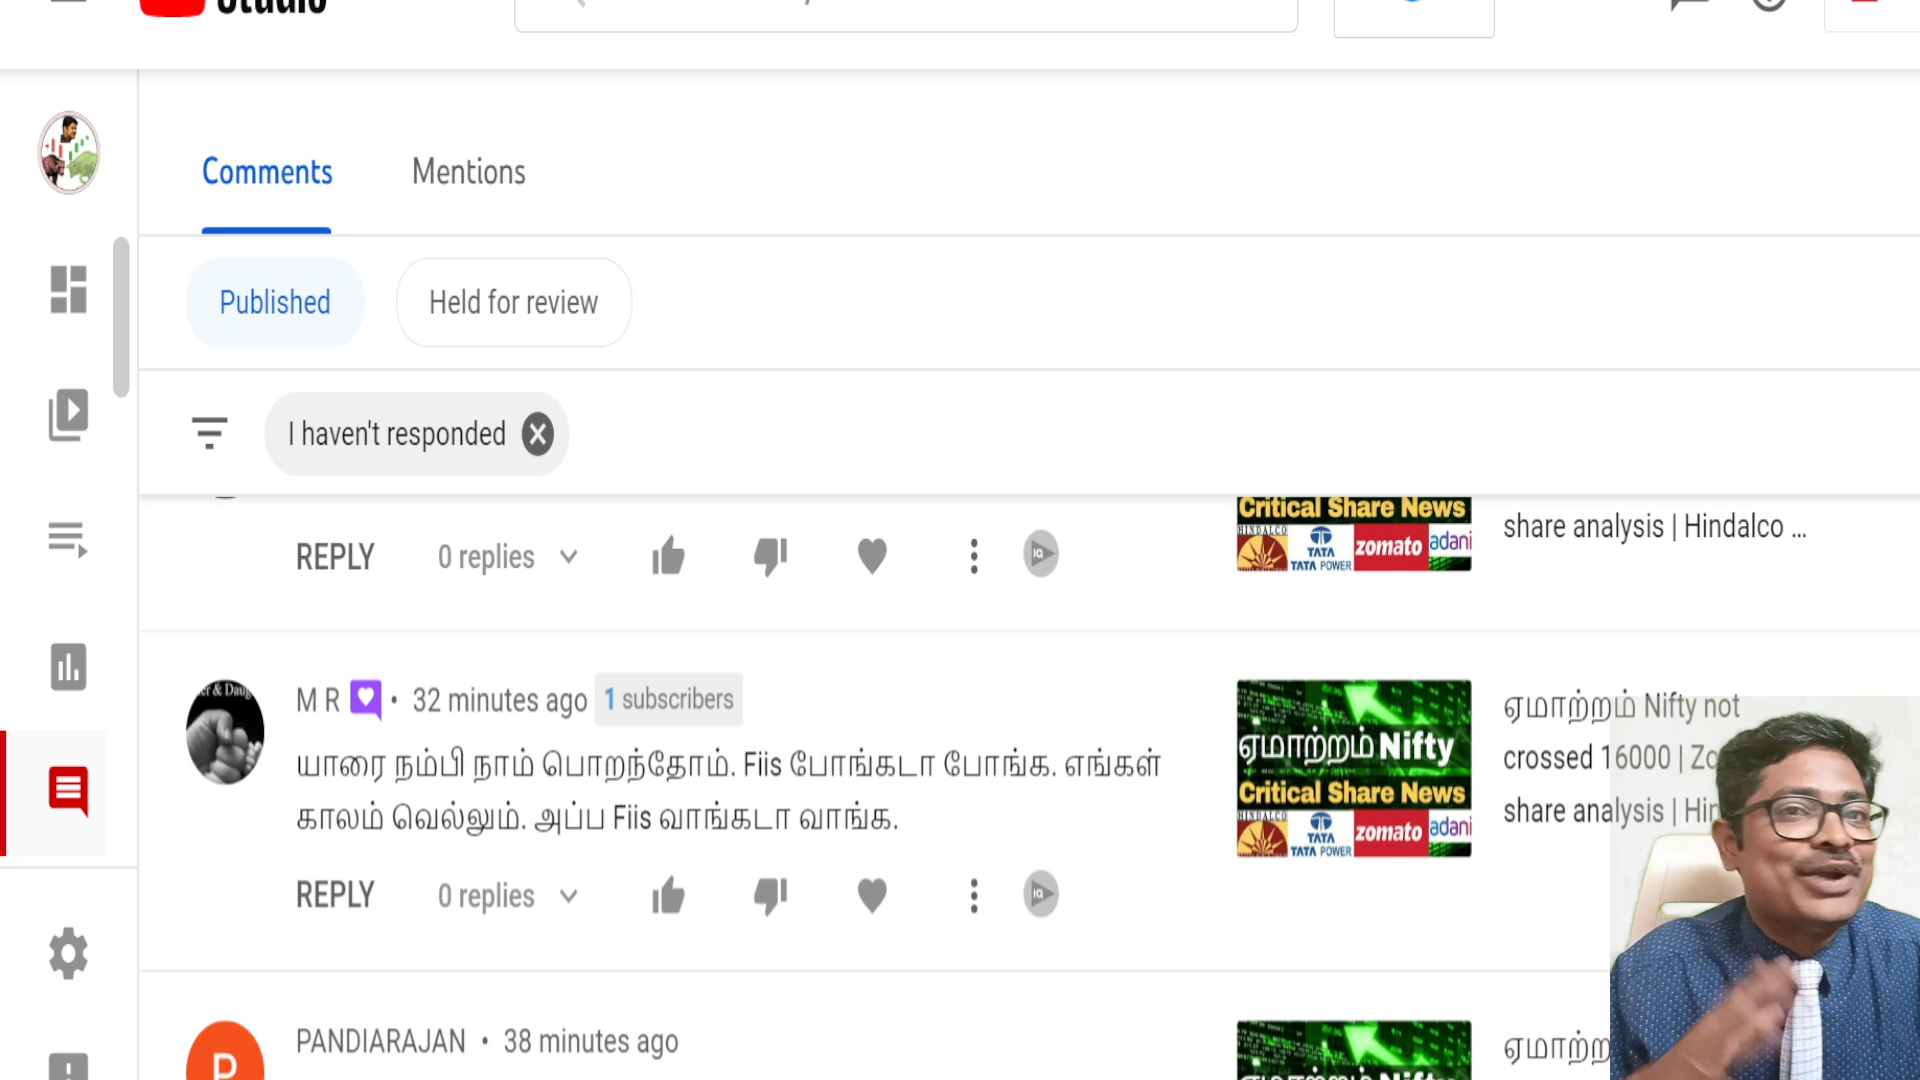 Studio
Comments
Mentions
Published
Held for review
I haven't responded
REPLY
0 replies
Critical Share News
HINDALCO
TATA
TATA POWER
zomato
adani
share analysis | Hindalco ...
M R • 32 minutes ago 1 subscribers
யாரை நம்பி நாம் பொறந்தோம். Fiis போங்கடா போங்க. எங்கள்
காலம் வெல்லும். அப்ப Fiis வாங்கடா வாங்க.
REPLY
0 replies
ஏமாற்றம் Nifty
Critical Share News
HINDALCO
TATA
TATA POWER
zomato
adani
ஏமாற்றம் Nifty not
crossed 16000 |
share analysis |
PANDIARAJAN • 38 minutes ago
P